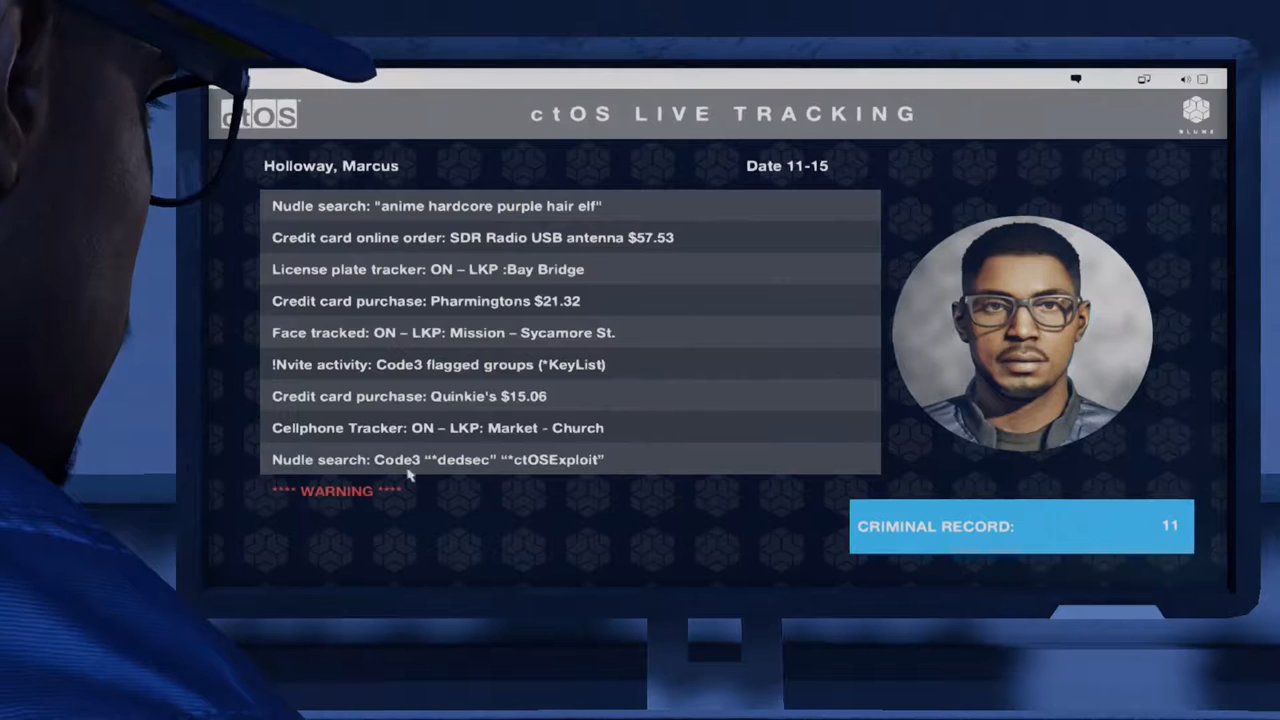 ctOS
ctOS LIVE TRACKING
BLUME
Holloway, Marcus
Date 11-15
Nudle search: "anime hardcore purple hair elf"
Credit card online order: SDR Radio USB antenna $57.53
License plate tracker: ON – LKP :Bay Bridge
Credit card purchase: Pharmingtons $21.32
Face tracked: ON – LKP: Mission – Sycamore St.
!Nvite activity: Code3 flagged groups (*KeyList)
Credit card purchase: Quinkie's $15.06
Cellphone Tracker: ON – LKP: Market - Church
Nudle search: Code3 “*dedsec” “*ctOSExploit”
**** WARNING ****
CRIMINAL RECORD: 11